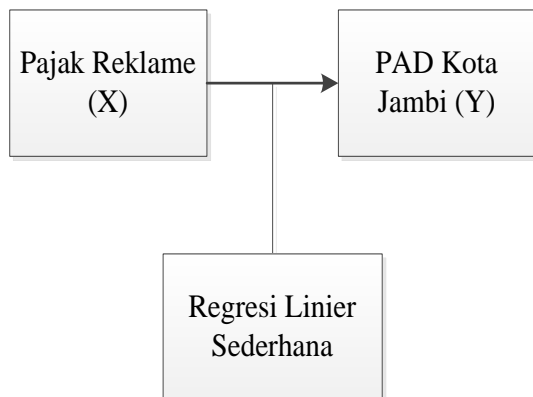 Pajak Reklame
(X)
PAD Kota
Jambi (Y)
Regresi Linier
Sederhana